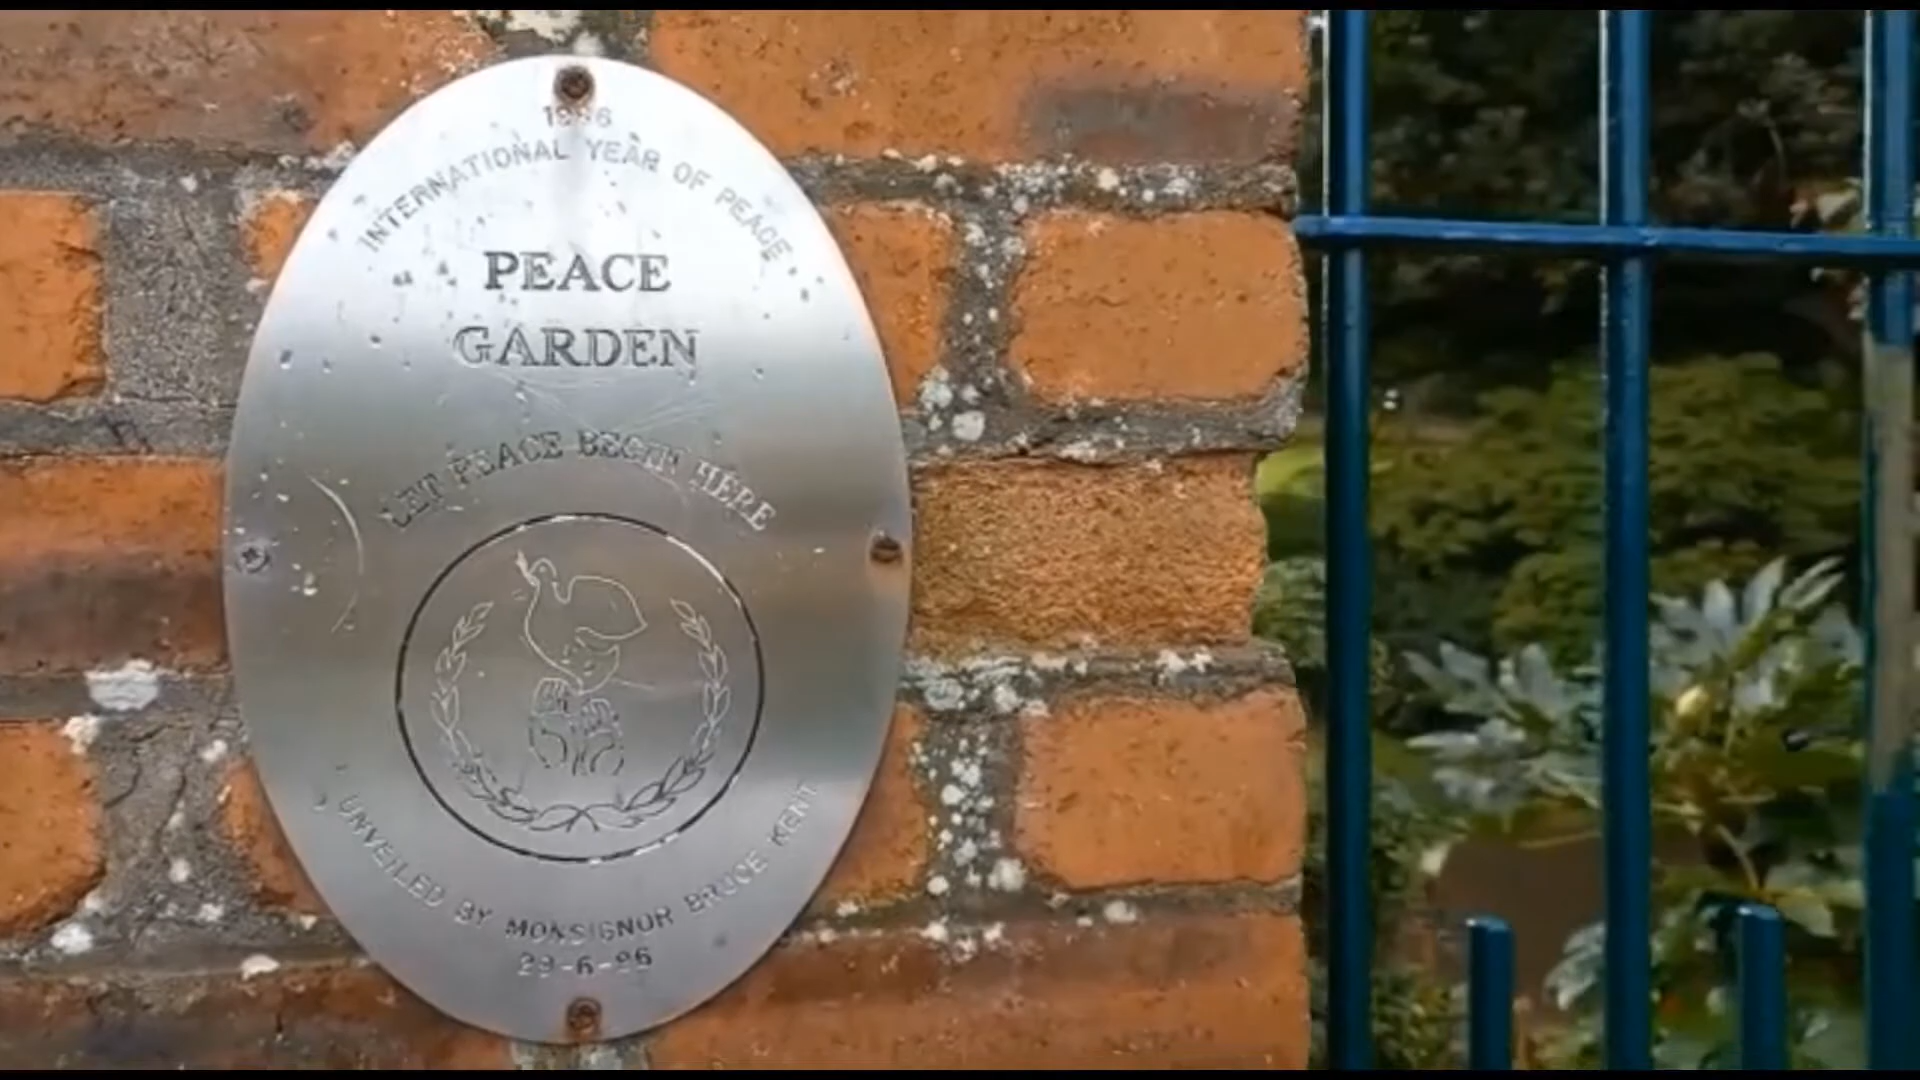 1986
INTERNATIONAL YEAR OF PEACE
PEACE
GARDEN
LET PEACE BEGIN HERE
UNVEILED BY MONSIGNOR BRUCE KENT
29-6-86